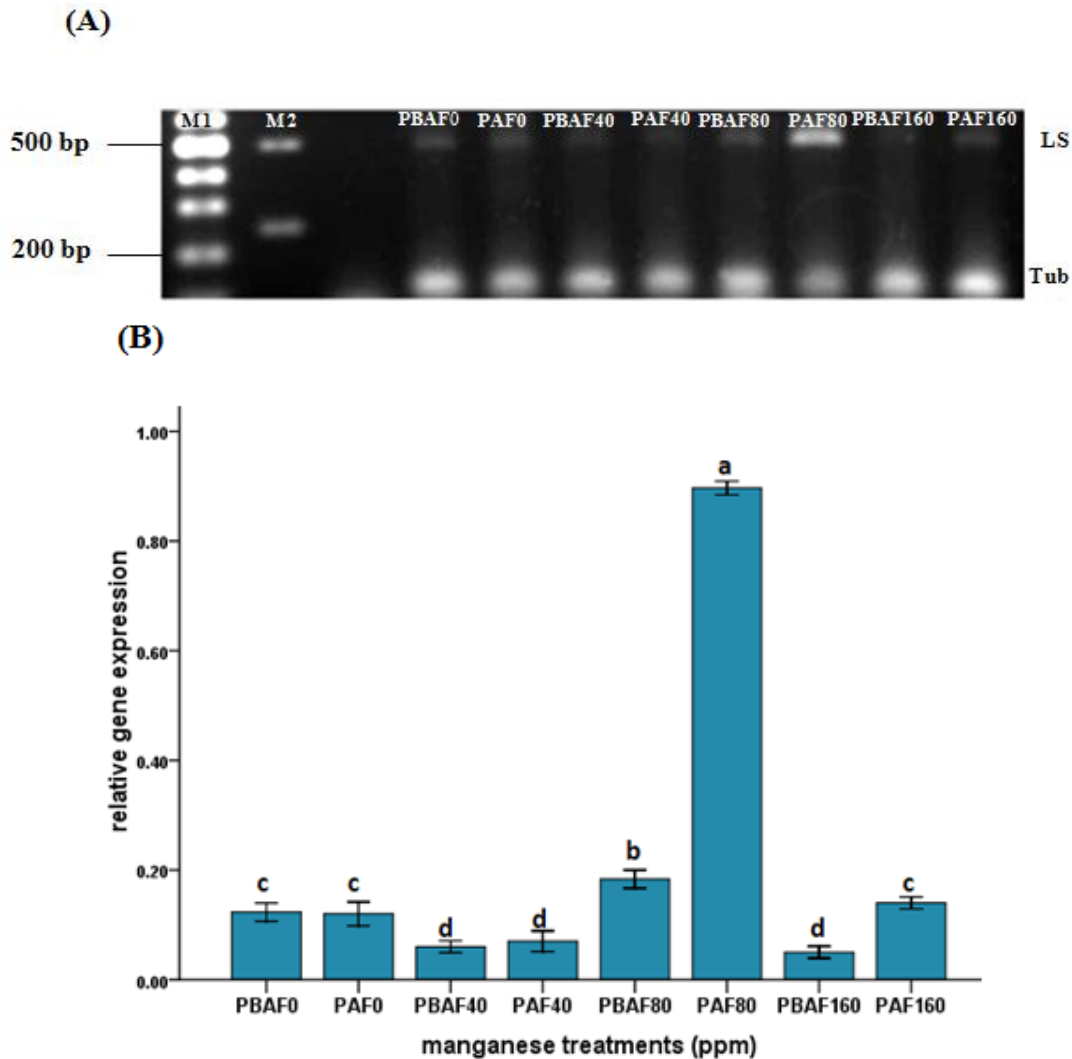 (A)
M1 M2 PBAF0 PAF0 PBAF40 PAF40 PBAF80 PAF80 PBAF160 PAF160
500 bp
LS
200 bp
Tub
(B)
relative gene expression
1.00
0.80
0.60
0.40
0.20
0.00
c c d d b a d c
PBAF0 PAF0 PBAF40 PAF40 PBAF80 PAF80 PBAF160 PAF160
manganese treatments (ppm)